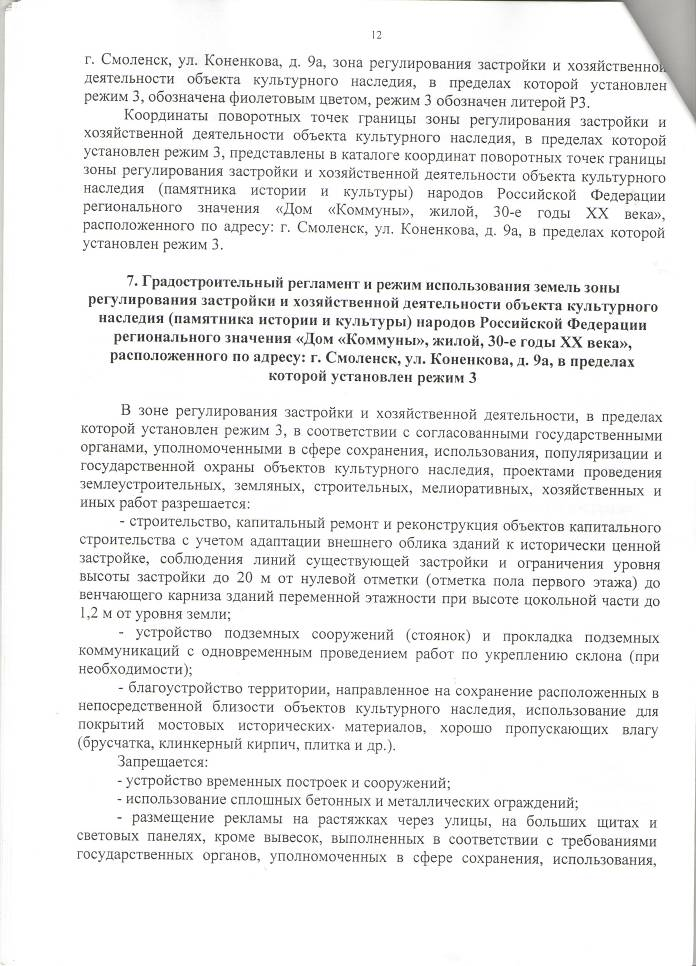 12
г. Смоленск, ул. Коненкова, д. 9а, зона регулирования застройки и хозяйственной
деятельности объекта культурного наследия, в пределах которой установлен
режим 3, обозначена фиолетовым цветом, режим 3 обозначен литерой Р3.
Координаты поворотных точек границы зоны регулирования застройки и
хозяйственной деятельности объекта культурного наследия, в пределах которой
установлен режим 3, представлены в каталоге координат поворотных точек границы
зоны регулирования застройки и хозяйственной деятельности объекта культурного
наследия (памятника истории и культуры) народов Российской Федерации
регионального значения «Дом «Коммуны», жилой, 30-е годы XX века»,
расположенного по адресу: г. Смоленск, ул. Коненкова, д. 9а, в пределах которой
установлен режим 3.
7. Градостроительный регламент и режим использования земель зоны
регулирования застройки и хозяйственной деятельности объекта культурного
наследия (памятника истории и культуры) народов Российской Федерации
регионального значения «Дом «Коммуны», жилой, 30-е годы XX века»,
расположенного по адресу: г. Смоленск, ул. Коненкова, д. 9а, в пределах
которой установлен режим 3
В зоне регулирования застройки и хозяйственной деятельности, в пределах
которой установлен режим 3, в соответствии с согласованными государственными
органами, уполномоченными в сфере сохранения, использования, популяризации и
государственной охраны объектов культурного наследия, проектами проведения
землеустроительных, земляных, строительных, мелиоративных, хозяйственных и
иных работ разрешается:
- строительство, капитальный ремонт и реконструкция объектов капитального
строительства с учетом адаптации внешнего облика зданий к исторически ценной
застройке, соблюдения линий существующей застройки и ограничения уровня
высоты застройки до 20 м от нулевой отметки (отметка пола первого этажа) до
венчающего карниза зданий переменной этажности при высоте цокольной части до
1,2 м от уровня земли;
- устройство подземных сооружений (стоянок) и прокладка подземных
коммуникаций с одновременным проведением работ по укреплению склона (при
необходимости);
- благоустройство территории, направленное на сохранение расположенных в
непосредственной близости объектов культурного наследия, использование для
покрытий мостовых исторических материалов, хорошо пропускающих влагу
(брусчатка, клинкерный кирпич, плитка и др.).
Запрещается:
- устройство временных построек и сооружений;
- использование сплошных бетонных и металлических ограждений;
- размещение рекламы на растяжках через улицы, на больших щитах и
световых панелях, кроме вывесок, выполненных в соответствии с требованиями
государственных органов, уполномоченных в сфере сохранения, использования,